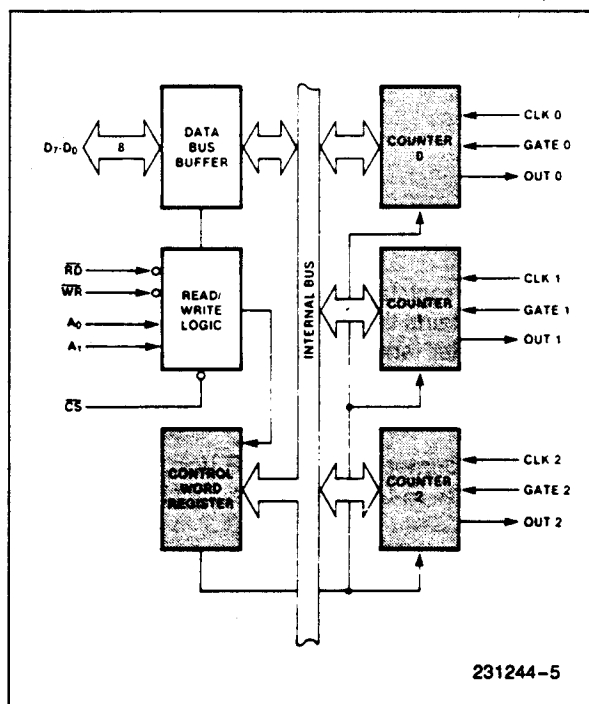 D7-D0
8
DATA
BUS
BUFFER
COUNTER
0
CLK 0
GATE 0
OUT 0
RD
WR
A0
A1
CS
READ/
WRITE
LOGIC
INTERNAL BUS
COUNTER
1
CLK 1
GATE 1
OUT 1
CONTROL
WORD
REGISTER
COUNTER
2
CLK 2
GATE 2
OUT 2
231244-5